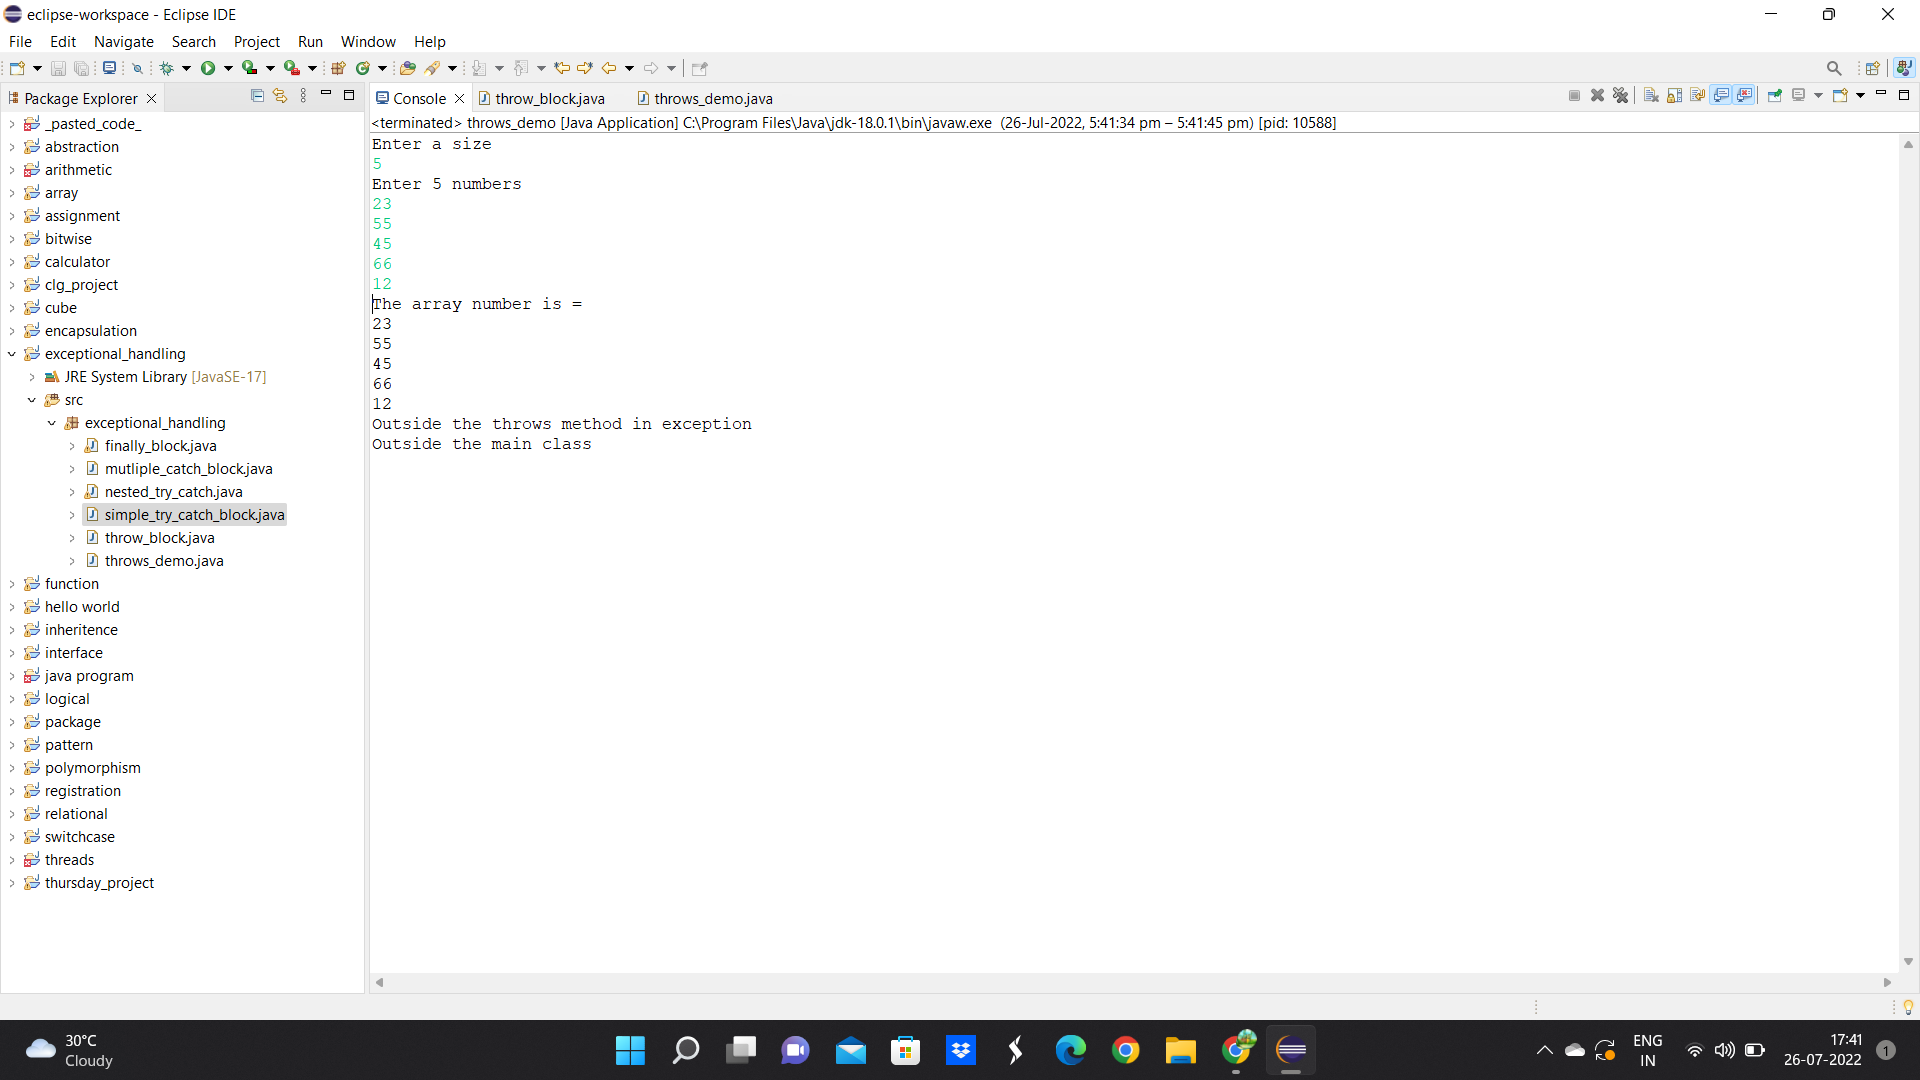 eclipse-workspace - Eclipse IDE
File Edit Navigate Search Project Run Window Help
Package Explorer
_pasted_code_
abstraction
arithmetic
array
assignment
bitwise
calculator
clg_project
cube
encapsulation
exceptional_handling
JRE System Library [JavaSE-17]
src
exceptional_handling
finally_block.java
mutliple_catch_block.java
nested_try_catch.java
simple_try_catch_block.java
throw_block.java
throws_demo.java
function
hello world
inheritence
interface
java program
logical
package
pattern
polymorphism
registration
relational
switchcase
threads
thursday_project
Console throw_block.java throws_demo.java
<terminated> throws_demo [Java Application] C:\Program Files\Java\jdk-18.0.1\bin\javaw.exe (26-Jul-2022, 5:41:34 pm – 5:41:45 pm) [pid: 10588]
Enter a size
5
Enter 5 numbers
23
55
45
66
12
The array number is =
23
55
45
66
12
Outside the throws method in exception
Outside the main class
30°C
Cloudy
ENG
IN
17:41
26-07-2022
1